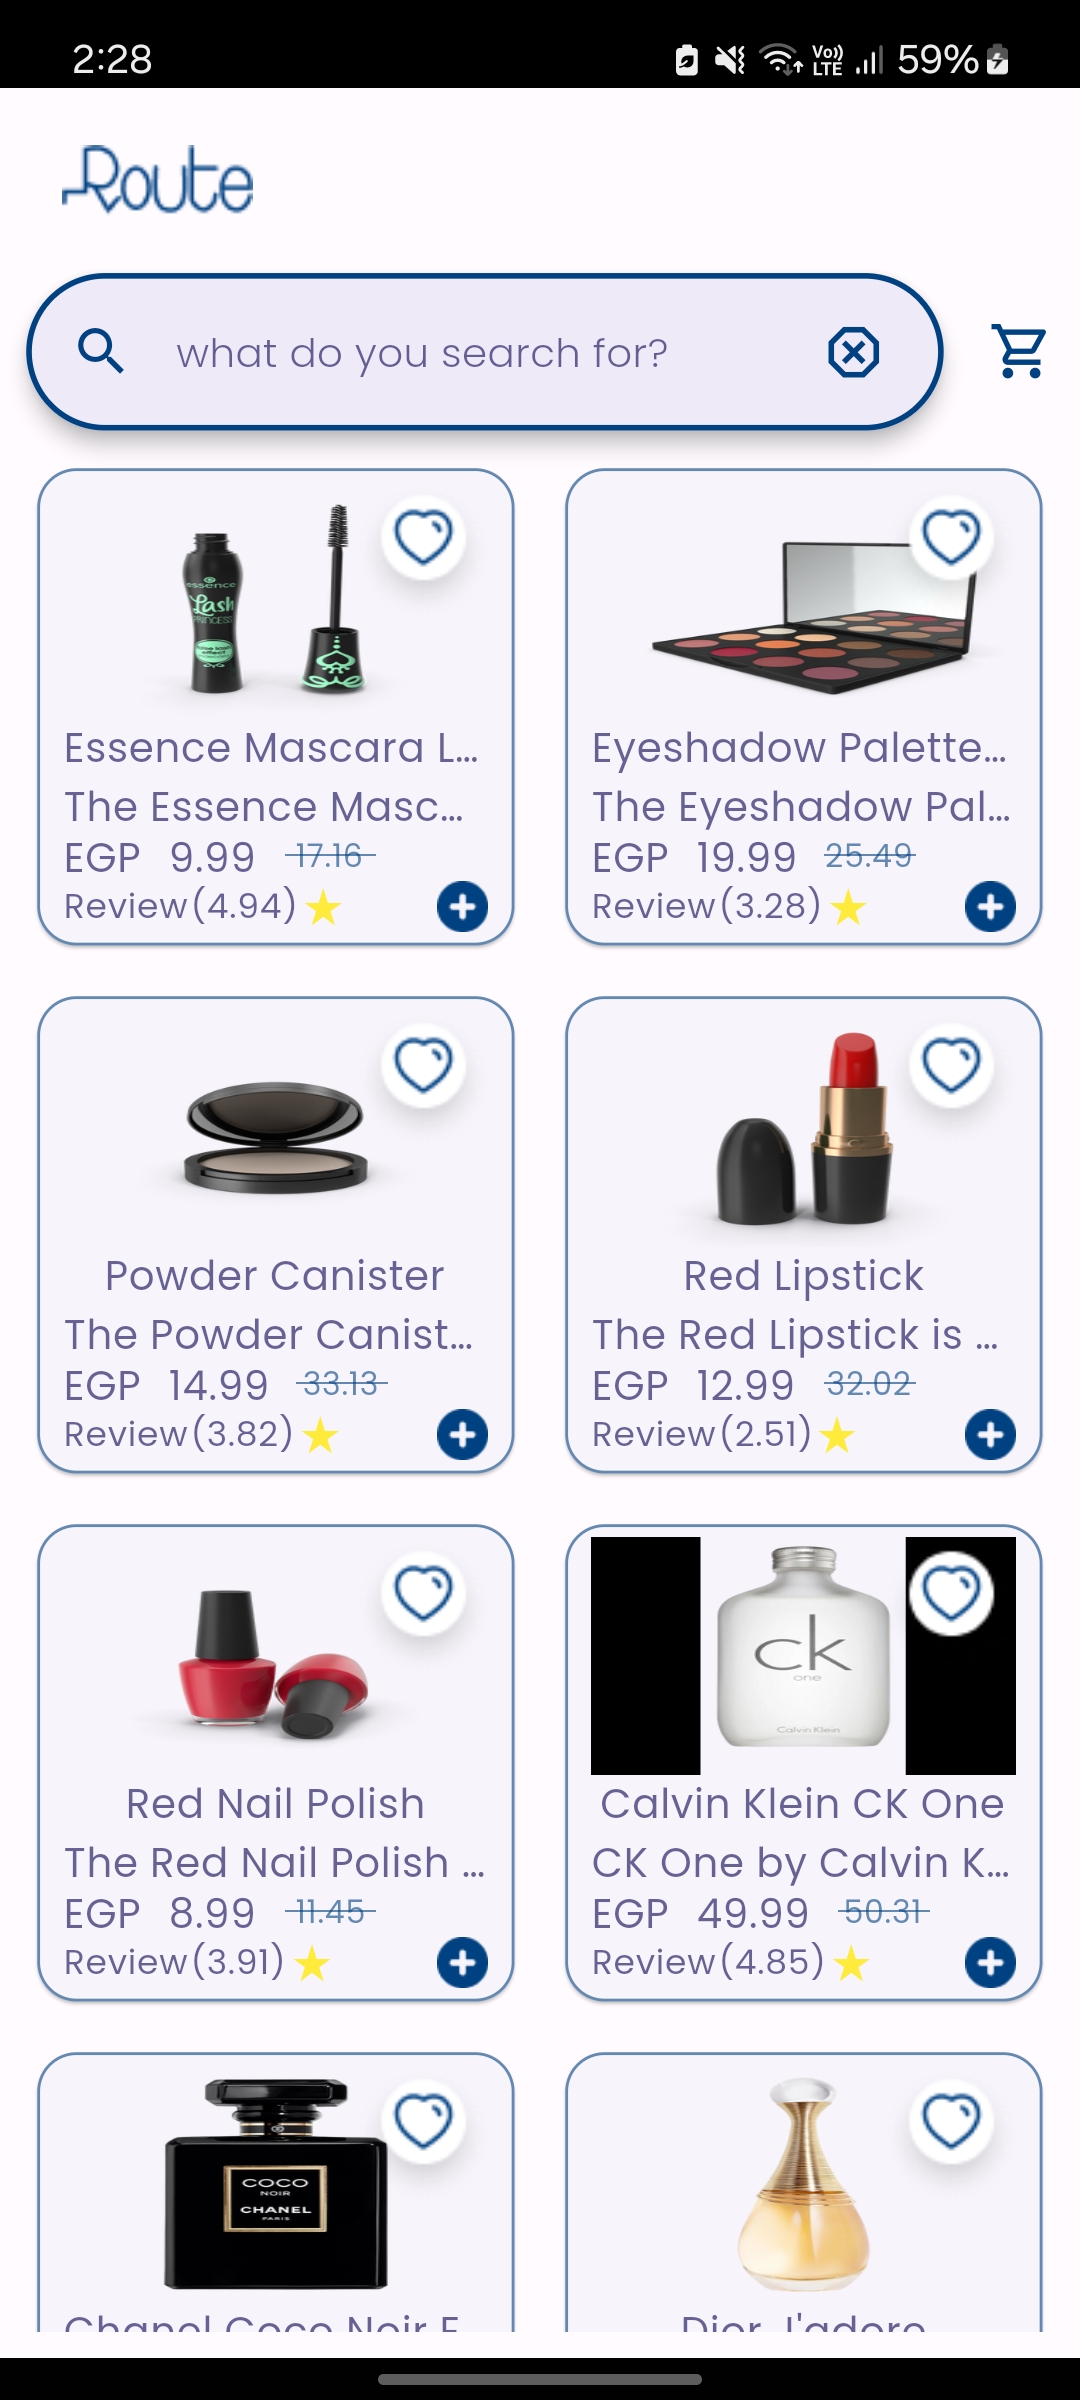 2:28
Vo))
LTE
59%
Route
what do you search for?
essence
Lash
PRINCESS
false lash
effect
Essence Mascara L...
The Essence Masc...
EGP 9.99 17.16
Review(4.94)
Eyeshadow Palette...
The Eyeshadow Pal...
EGP 19.99 25.49
Review(3.28)
Powder Canister
The Powder Canist...
EGP 14.99 33.13
Review(3.82)
Red Lipstick
The Red Lipstick is ...
EGP 12.99 32.02
Review(2.51)
Red Nail Polish
The Red Nail Polish ...
EGP 8.99 11.45
Review(3.91)
ck
one
Calvin Klein
Calvin Klein CK One
CK One by Calvin K...
EGP 49.99 50.31
Review(4.85)
COCO
NOIR
CHANEL
PARIS
Chanel Coco Noir E
Dior J'adore